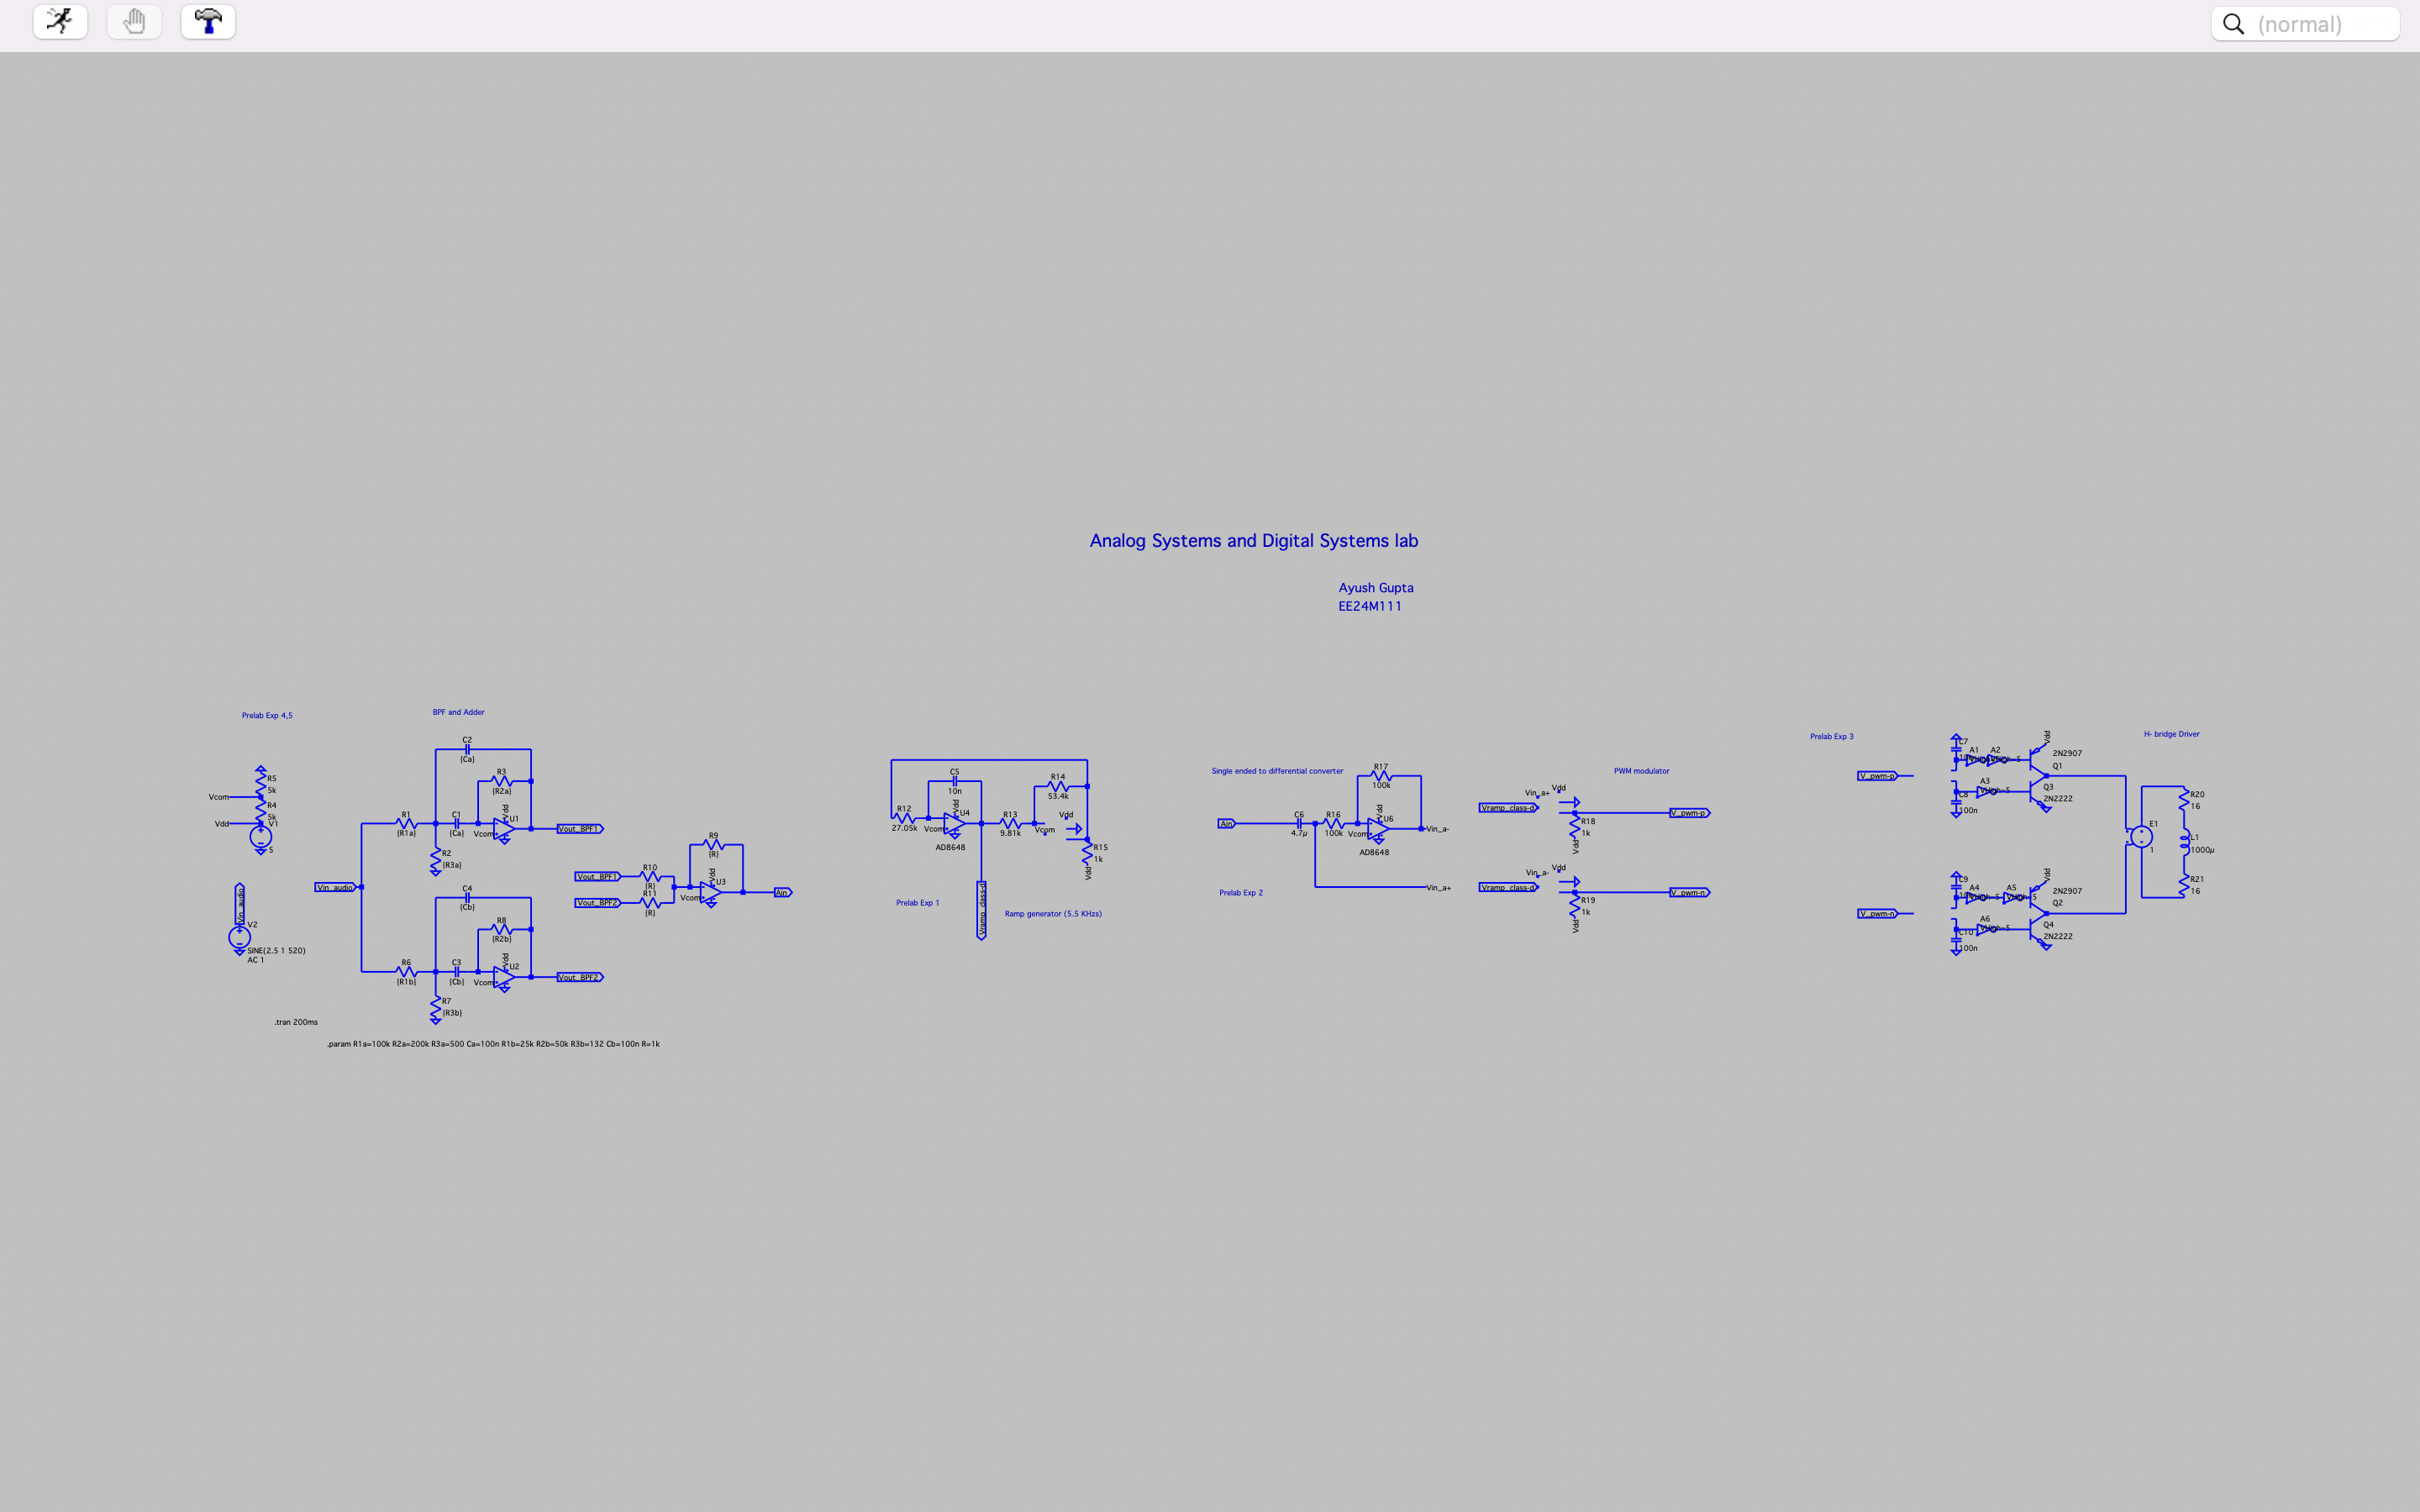 (normal)
Analog Systems and Digital Systems lab
Ayush Gupta
EE24M111
Prelab Exp 4,5
BPF and Adder
R5
5k
Vcom
R4
5k
Vdd
V1
5
Vin_audio
V2
SINE(2.5 1 520)
AC 1
Vin_audio
C2
{Ca}
R3
{R2a}
R1
{R1a}
C1
{Ca}
Vdd
U1
Vcom
Vout_BPF1
R2
{R3a}
C4
{Cb}
R8
{R2b}
R6
{R1b}
C3
{Cb}
Vdd
U2
Vcom
Vout_BPF2
R7
{R3b}
.tran 200ms
.param R1a=100k R2a=200k R3a=500 Ca=100n R1b=25k R2b=50k R3b=132 Cb=100n R=1k
R9
{R}
Vout_BPF1
R10
{R}
Vout_BPF2
R11
{R}
Vdd
U3
Vcom
Ain
C5
10n
R14
53.4k
R12
27.05k
Vdd
U4
Vcom
AD8648
R13
9.81k
Vdd
Vcom
R15
1k
Vdd
Vramp_class-d
Prelab Exp 1
Ramp generator (5.5 KHzs)
Single ended to differential converter
R17
100k
Ain
C6
4.7µ
R16
100k
Vdd
U6
Vcom
AD8648
Vin_a-
Vin_a+
Prelab Exp 2
PWM modulator
Vin_a+
Vdd
Vramp_class-d
R18
1k
Vdd
V_pwm-p
Vin_a-
Vdd
Vramp_class-d
R19
1k
Vdd
V_pwm-n
Prelab Exp 3
H- bridge Driver
V_pwm-p
C7
A1
A2
Vhigh=5
Vdd
2N2907
Q1
A3
Vhigh=5
C8
100n
Q3
2N2222
V_pwm-n
C9
A4
Vhigh=5
A5
Vhigh=5
Vdd
2N2907
Q2
A6
Vhigh=5
C10
100n
Q4
2N2222
E1
1
R20
16
L1
1000µ
R21
16